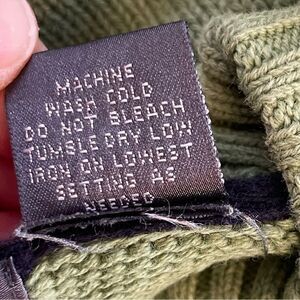 MACHINE
WASH COLD
DO NOT BLEACH
TUMBLE DRY LOW
IRON ON LOWEST
SETTING AS
NEEDED